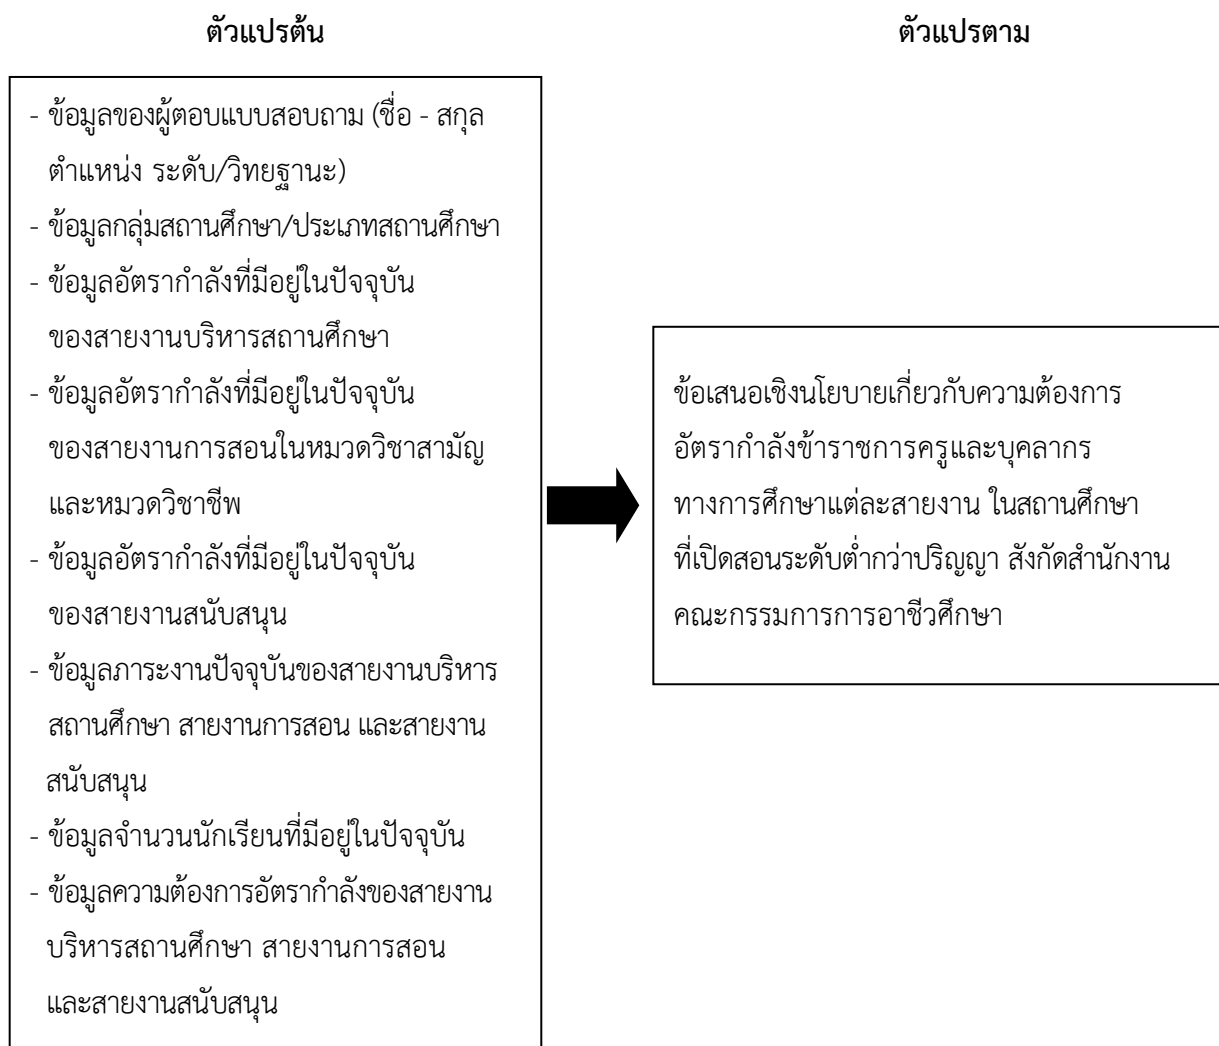 ตัวแปรต้น
ตัวแปรตาม
- ข้อมูลของผู้ตอบแบบสอบถาม (ชื่อ - สกุล
ตำแหน่ง ระดับ/วิทยฐานะ)
- ข้อมูลกลุ่มสถานศึกษา/ประเภทสถานศึกษา
- ข้อมูลอัตรากำลังที่มีอยู่ในปัจจุบัน
ของสายงานบริหารสถานศึกษา
- ข้อมูลอัตรากำลังที่มีอยู่ในปัจจุบัน
ของสายงานการสอนในหมวดวิชาสามัญ
และหมวดวิชาชีพ
- ข้อมูลอัตรากำลังที่มีอยู่ในปัจจุบัน
ของสายงานสนับสนุน
- ข้อมูลภาระงานปัจจุบันของสายงานบริหาร
สถานศึกษา สายงานการสอน และสายงาน
สนับสนุน
- ข้อมูลจำนวนนักเรียนที่มีอยู่ในปัจจุบัน
- ข้อมูลความต้องการอัตรากำลังของสายงาน
บริหารสถานศึกษา สายงานการสอน
และสายงานสนับสนุน
ข้อเสนอเชิงนโยบายเกี่ยวกับความต้องการ
อัตรากำลังข้าราชการครูและบุคลากร
ทางการศึกษาแต่ละสายงาน ในสถานศึกษา
ที่เปิดสอนระดับต่ำกว่าปริญญา สังกัดสำนักงาน
คณะกรรมการการอาชีวศึกษา